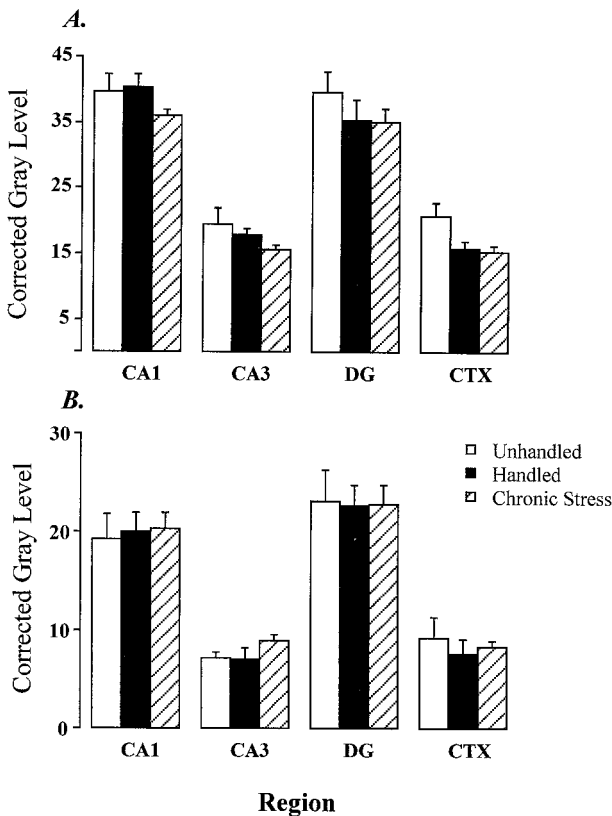 A.
Corrected Gray Level
45
35
25
15
5
CA1 CA3 DG CTX
B.
Corrected Gray Level
30
20
10
0
Unhandled
Handled
Chronic Stress
CA1 CA3 DG CTX
Region